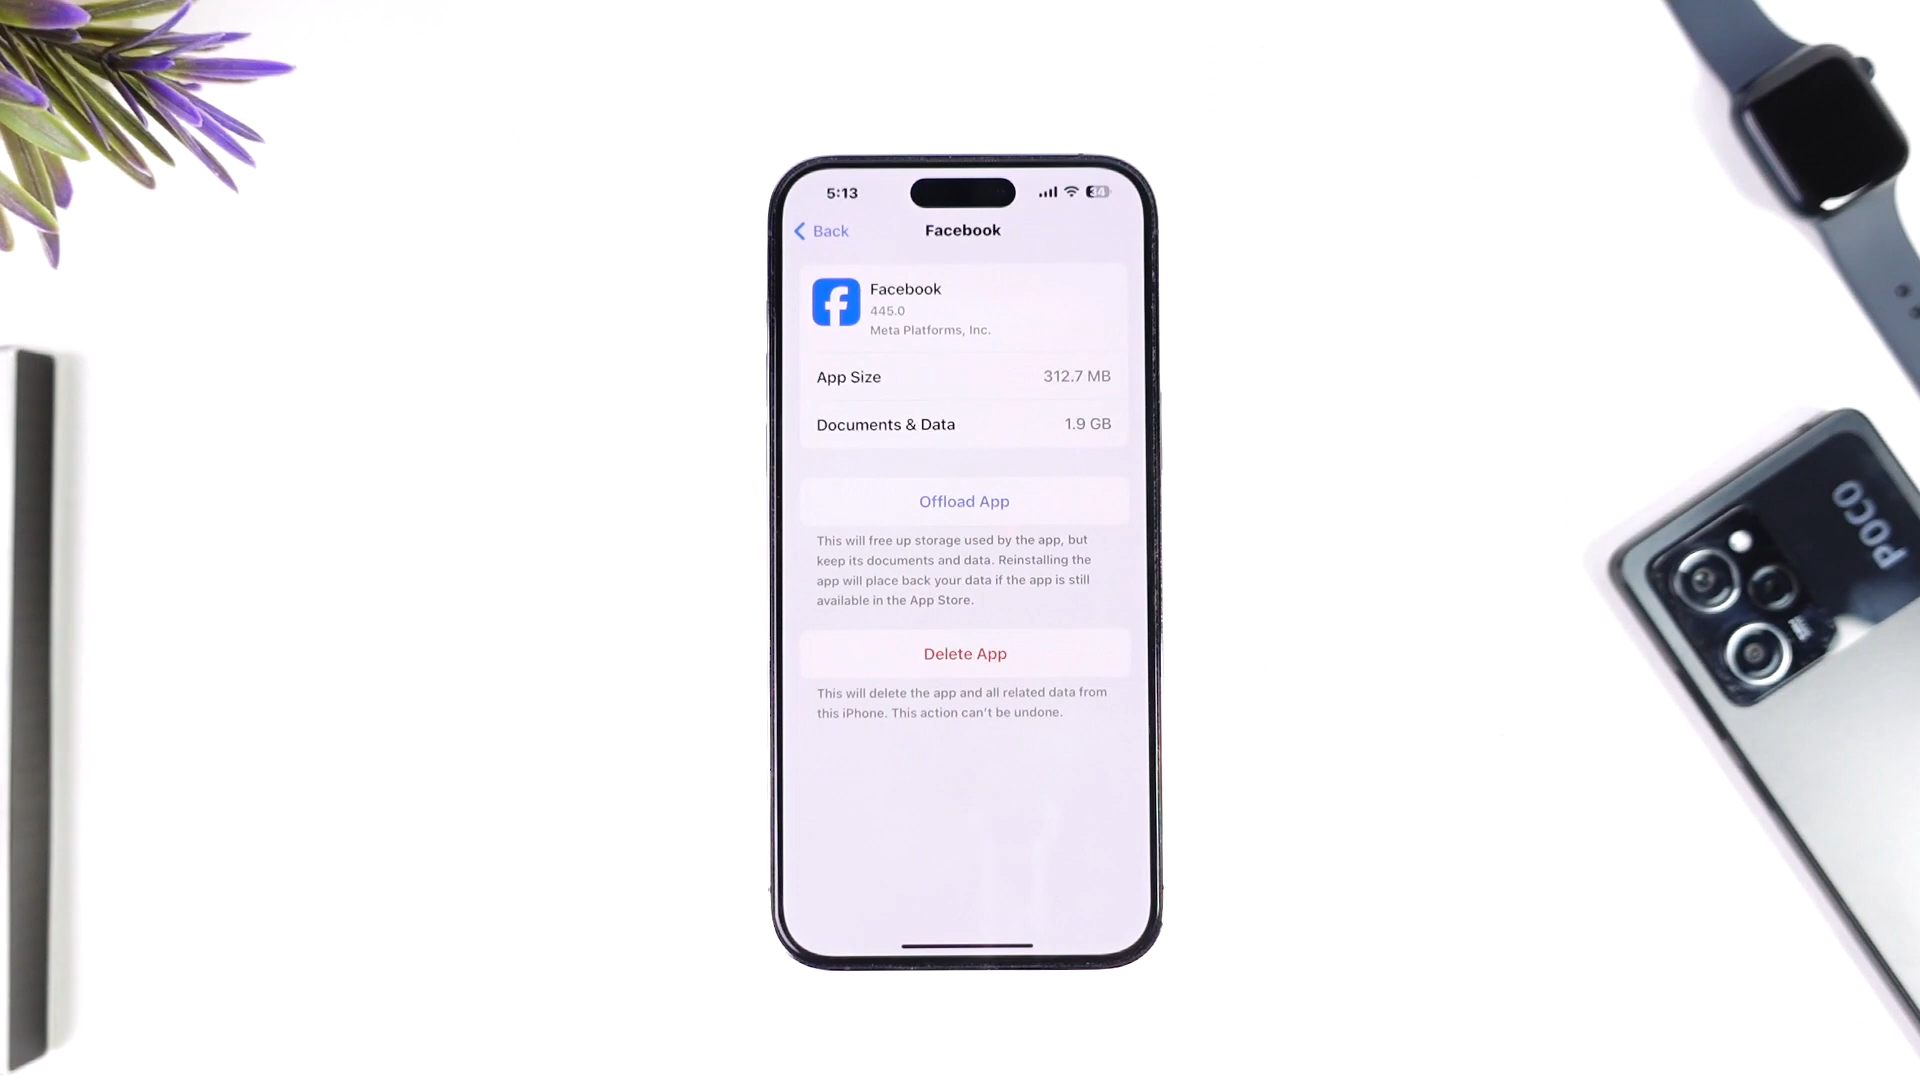 5:13
34
Back
Facebook
Facebook
445.0
Meta Platforms, Inc.
App Size 312.7 MB
Documents & Data 1.9 GB
Offload App
This will free up storage used by the app, but
keep its documents and data. Reinstalling the
app will place back your data if the app is still
available in the App Store.
Delete App
This will delete the app and all related data from
this iPhone. This action can't be undone.
POCO